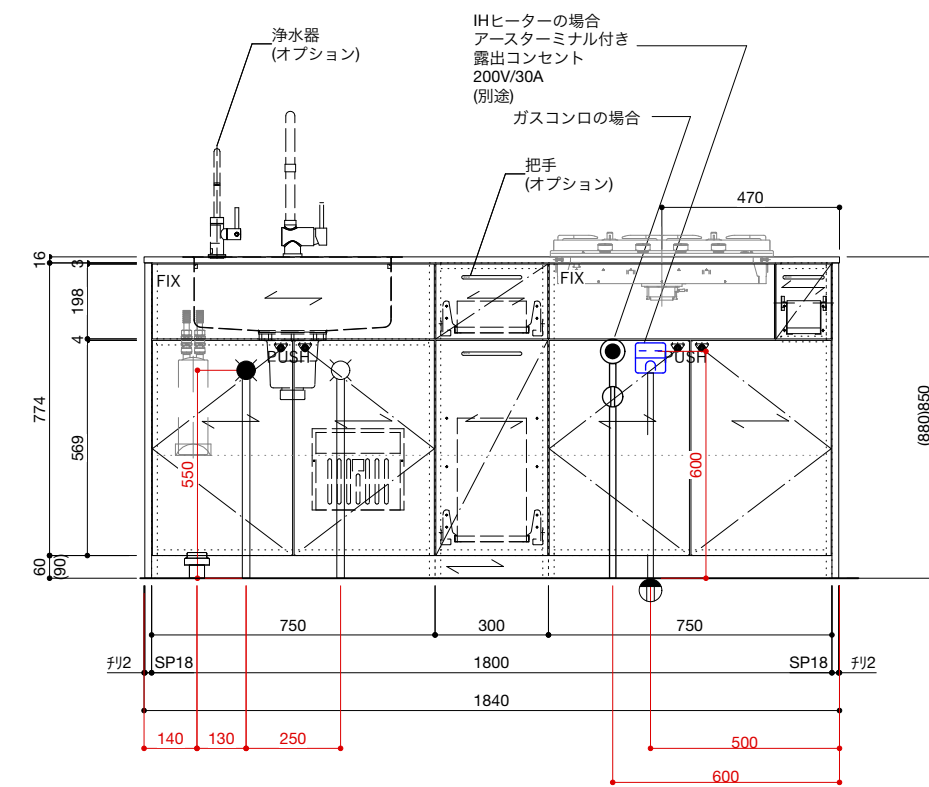 浄水器
(オプション)
IHヒーターの場合
アースターミナル付き
露出コンセント
200V/30A
(別途)
ガスコンロの場合
把手
(オプション)
470
16
3
FIX
FIX
198
4
PUSH
PUSH
774
569
550
600
(880)850
60
(90)
750
300
750
チリ2
SP18
1800
SP18
チリ2
1840
140
130
250
500
600